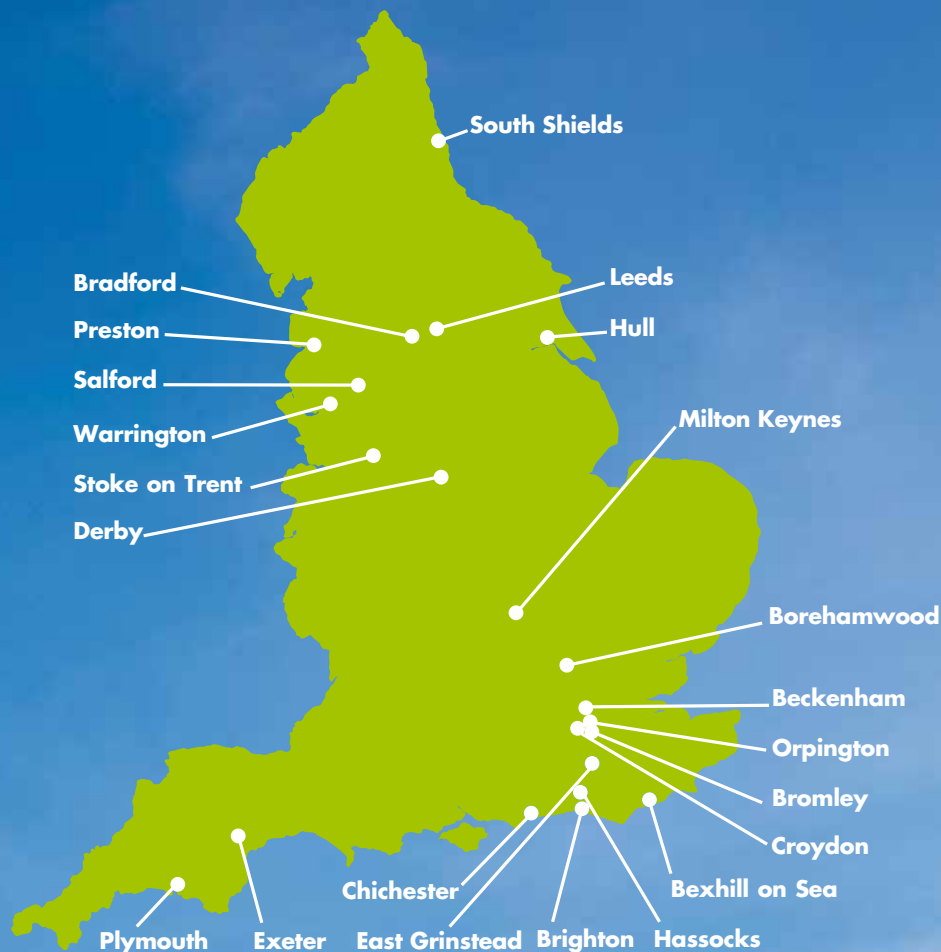 South Shields
Bradford
Leeds
Preston
Hull
Salford
Milton Keynes
Warrington
Stoke on Trent
Derby
Borehamwood
Beckenham
Orpington
Bromley
Croydon
Chichester
Bexhill on Sea
Plymouth
Exeter
East Grinstead
Brighton
Hassocks